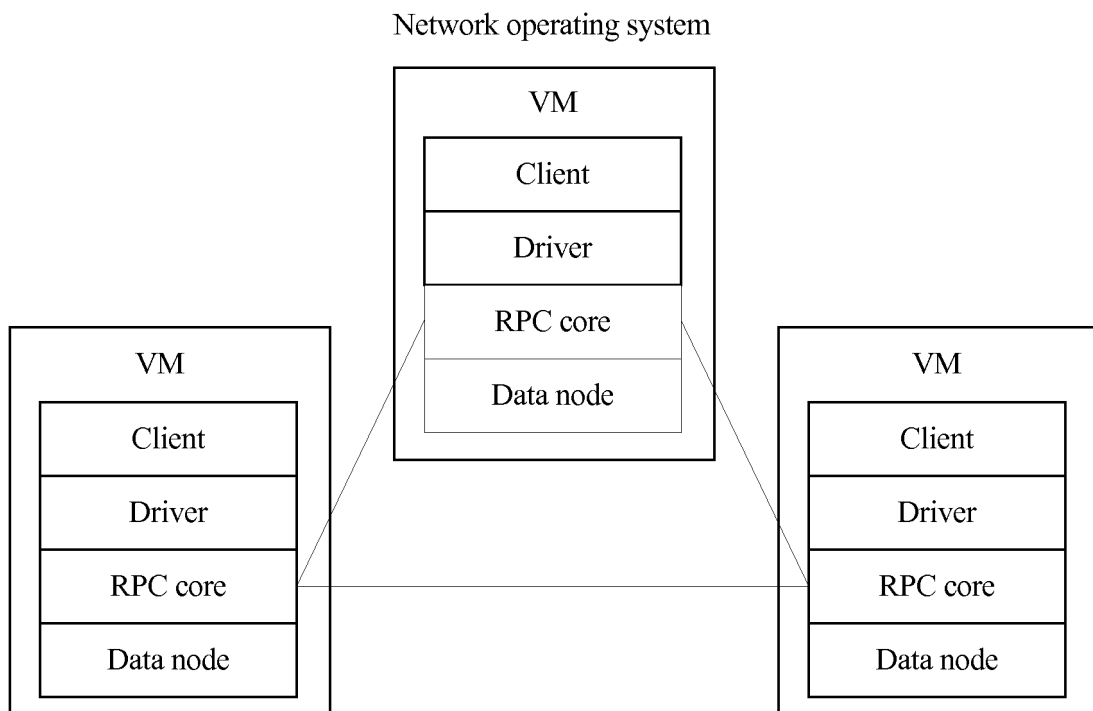 Network operating system
VM
Client
Driver
RPC core
Data node
VM
Client
Driver
RPC core
Data node
VM
Client
Driver
RPC core
Data node